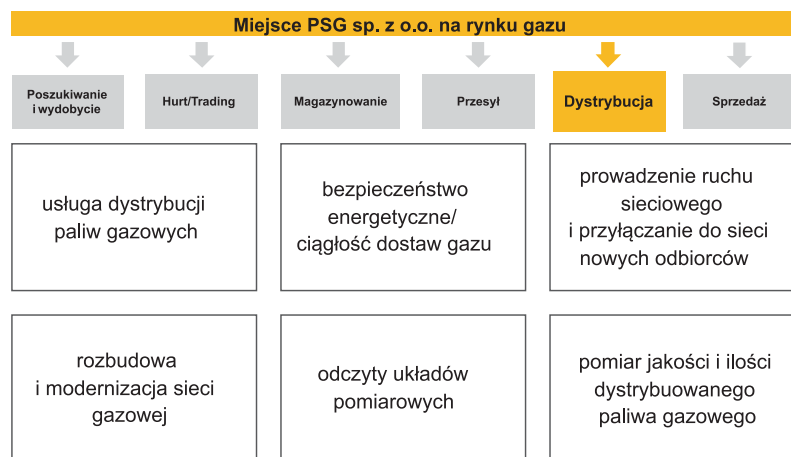 Miejsce PSG sp. z o.o. na rynku gazu
Poszukiwanie
i wydobycie
Hurt/Trading
Magazynowanie
Przesył
Dystrybucja
Sprzedaż
usługa dystrybucji
paliw gazowych
bezpieczeństwo
energetyczne/
ciągłość dostaw gazu
prowadzenie ruchu
sieciowego
i przyłączanie do sieci
nowych odbiorców
rozbudowa
i modernizacja sieci
gazowej
odczyty układów
pomiarowych
pomiar jakości i ilości
dystrybuowanego
paliwa gazowego